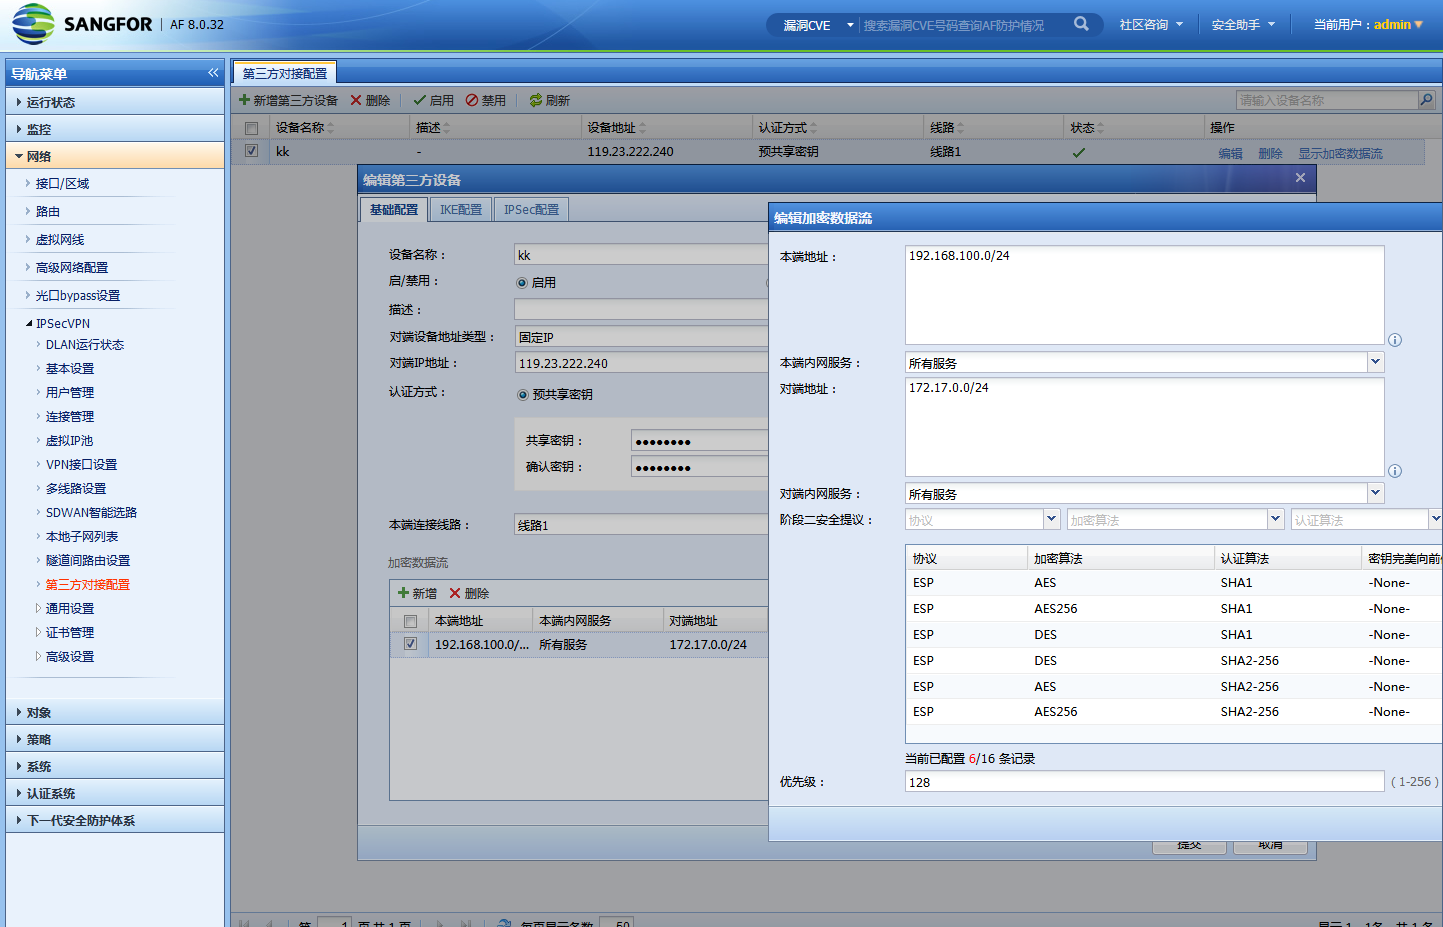 SANGFOR | AF 8.0.32
漏洞CVE 搜索漏洞CVE号码查询AF防护情况 社区咨询 安全助手 当前用户：admin
导航菜单
运行状态
监控
网络
接口/区域
路由
虚拟网线
高级网络配置
光口bypass设置
IPSecVPN
DLAN运行状态
基本设置
用户管理
连接管理
虚拟IP池
VPN接口设置
多线路设置
SDWAN智能选路
本地子网列表
隧道间路由设置
第三方对接配置
通用设置
证书管理
高级设置
对象
策略
系统
认证系统
下一代安全防护体系
第三方对接配置
新增第三方设备 删除 启用 禁用 刷新 请输入设备名称
设备名称 描述 设备地址 认证方式 线路 状态 操作
kk - 119.23.222.240 预共享密钥 线路1 编辑 删除 显示加密数据流
编辑第三方设备
基础配置 IKE配置 IPSec配置
设备名称： kk
启/禁用： 启用
描述：
对端设备地址类型： 固定IP
对端IP地址： 119.23.222.240
认证方式： 预共享密钥
共享密钥： ●●●●●●●●
确认密钥： ●●●●●●●●
本端连接线路： 线路1
加密数据流
新增 删除
本端地址 本端内网服务 对端地址
192.168.100.0/... 所有服务 172.17.0.0/24
提交 取消
编辑加密数据流
本端地址： 192.168.100.0/24
本端内网服务： 所有服务
对端地址： 172.17.0.0/24
对端内网服务： 所有服务
阶段二安全提议： 协议 加密算法 认证算法
协议 加密算法 认证算法 密钥完美向前
ESP AES SHA1 -None-
ESP AES256 SHA1 -None-
ESP DES SHA1 -None-
ESP DES SHA2-256 -None-
ESP AES SHA2-256 -None-
ESP AES256 SHA2-256 -None-
当前已配置 6/16 条记录
优先级： 128 ( 1-256 )
第 1 页 共 1 页 每页显示条数 50 显示 1 - 1条，共 1 条